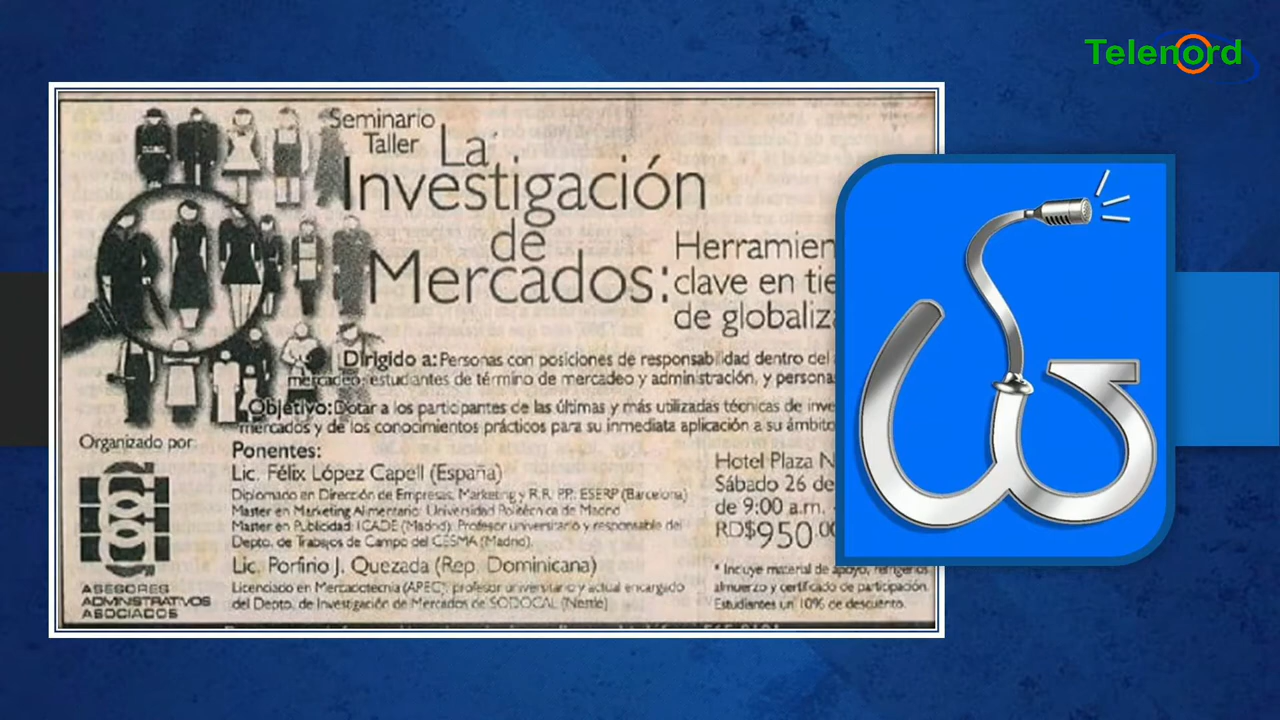 Telenord
Seminario
Taller
La
Investigación
de
Mercados:
Herramien
clave en tie
de globaliza
Dirigido a: Personas con posiciones de responsabilidad dentro del
mercadeo, estudiantes de término de mercadeo y administración, y persona
Objetivo: Dotar a los participantes de las últimas y más utilizadas técnicas de inve
mercados y de los conocimientos prácticos para su inmediata aplicación a su ámbito
Organizado por:
ASESORES
ADMINISTRATIVOS
ASOCIADOS
Ponentes:
Lic. Félix López Capell (España)
Diplomado en Dirección de Empresas, Marketing y R.R. P.P. ESERP (Barcelona)
Master en Marketing Alimentario: Universidad Politécnica de Madrid
Master en Publicidad: ICADE (Madrid). Profesor universitario y responsable del
Depto. de Trabajos de Campo del CESMA (Madrid).
Lic. Porfirio J. Quezada (Rep. Dominicana)
Licenciado en Mercadotecnia (APEC), profesor universitario y actual encargado
del Depto. de Investigación de Mercados de SODOCAL (Nestle)
Hotel Plaza N
Sábado 26 de
de 9:00 a.m.
RD$950.00
* Incluye material de apoyo, refrigerios
almuerzo y certificado de participación.
Estudiantes un 10% de descuento.